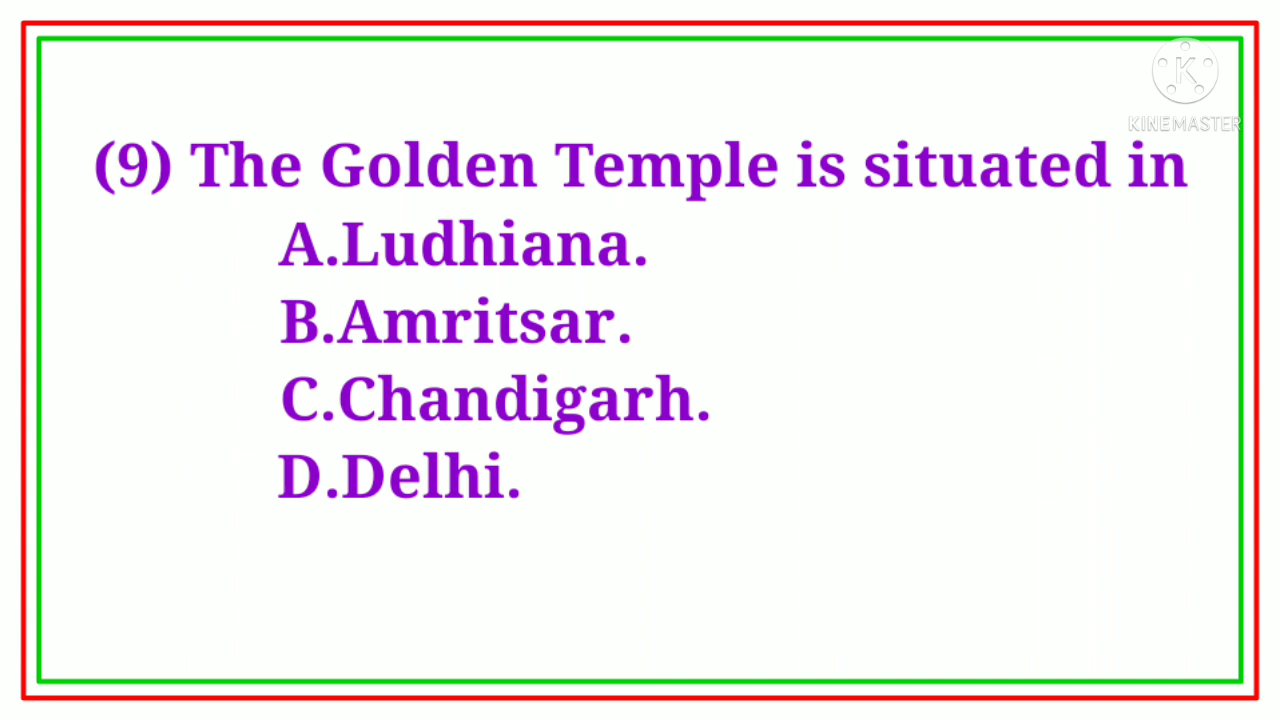 KINEMASTER
(9) The Golden Temple is situated in
A.Ludhiana.
B.Amritsar.
C.Chandigarh.
D.Delhi.